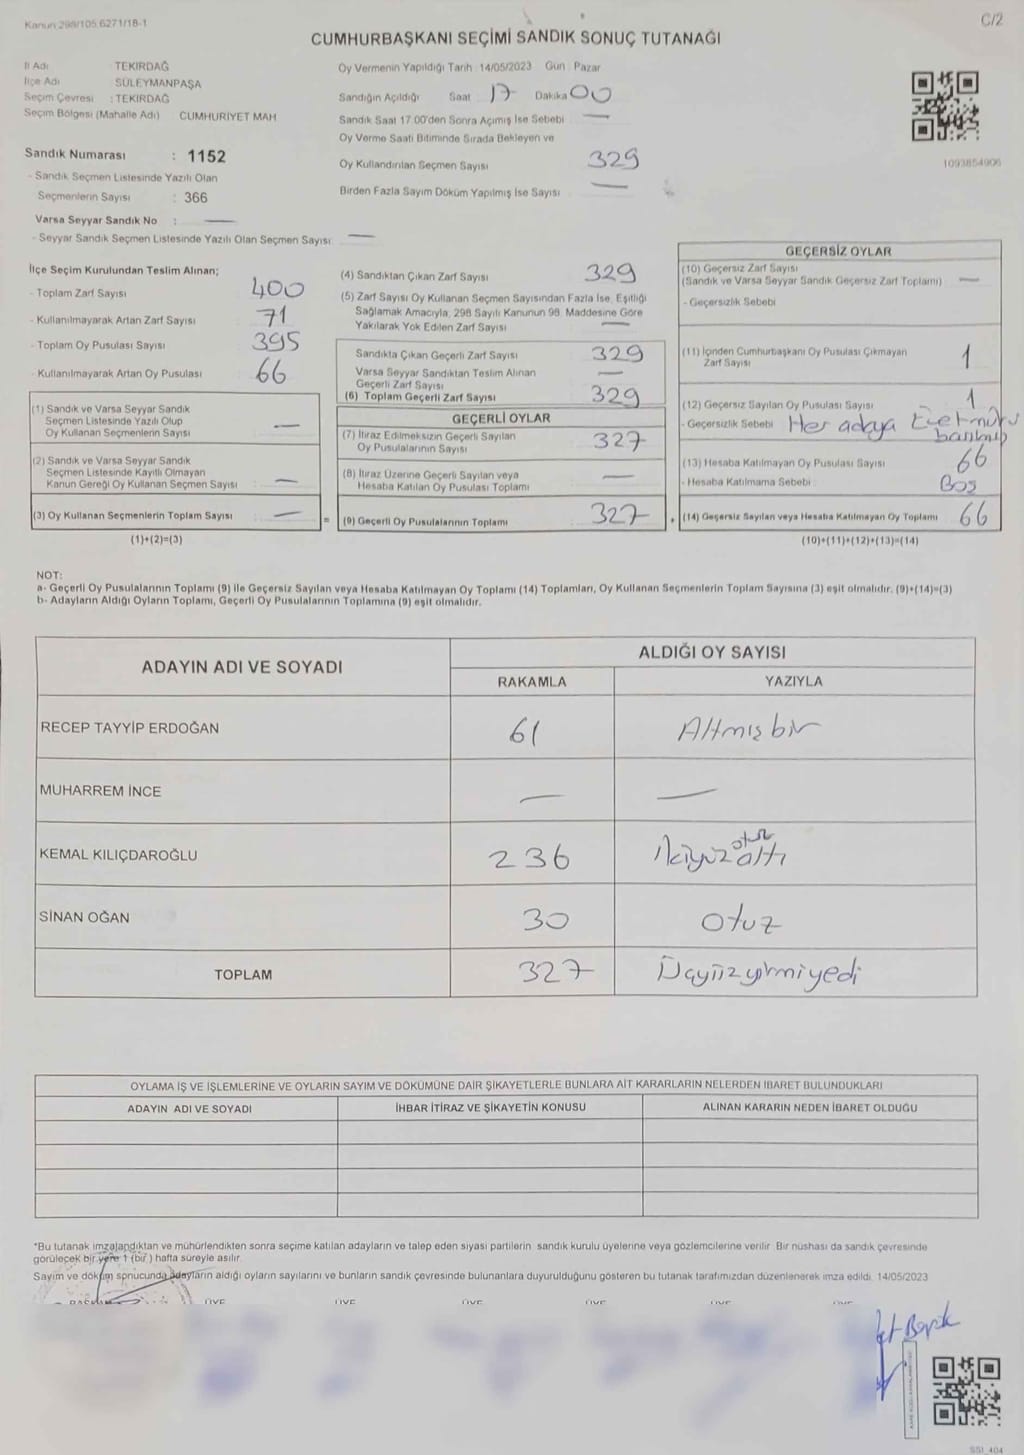 Kanun 298/105 6271/18-1
C/2
CUMHURBAŞKANI SEÇİMİ SANDIK SONUÇ TUTANAĞI
İl Adı : TEKİRDAĞ
İlçe Adı : SÜLEYMANPAŞA
Seçim Çevresi : TEKİRDAĞ
Seçim Bölgesi (Mahalle Adı) CUMHURİYET MAH
Sandık Numarası : 1152
- Sandık Seçmen Listesinde Yazılı Olan
Seçmenlerin Sayısı : 366
Varsa Seyyar Sandık No : —
- Seyyar Sandık Seçmen Listesinde Yazılı Olan Seçmen Sayısı: —
Oy Vermenin Yapıldığı Tarih 14/05/2023 Gün : Pazar
Sandığın Açıldığı Saat 17 Dakika 00
Sandık Saat 17.00'den Sonra Açımış İse Sebebi —
Oy Verme Saati Bitiminde Sırada Bekleyen ve
Oy Kullandırılan Seçmen Sayısı 329
Birden Fazla Sayım Döküm Yapılmış İse Sayısı —
1093854906
İlçe Seçim Kurulundan Teslim Alınan;
- Toplam Zarf Sayısı 400
- Kullanılmayarak Artan Zarf Sayısı 71
- Toplam Oy Pusulası Sayısı 395
- Kullanılmayarak Artan Oy Pusulası 66
(1) Sandık ve Varsa Seyyar Sandık
Seçmen Listesinde Yazılı Olup
Oy Kullanan Seçmenlerin Sayısı —
(2) Sandık ve Varsa Seyyar Sandık
Seçmen Listesinde Kayıtlı Olmayan
Kanun Gereği Oy Kullanan Seçmen Sayısı —
(3) Oy Kullanan Seçmenlerin Toplam Sayısı —
(1)+(2)=(3)
=
(4) Sandıktan Çıkan Zarf Sayısı 329
(5) Zarf Sayısı Oy Kullanan Seçmen Sayısından Fazla İse, Eşitliği
Sağlamak Amacıyla, 298 Sayılı Kanunun 98. Maddesine Göre
Yakılarak Yok Edilen Zarf Sayısı —
Sandıkta Çıkan Geçerli Zarf Sayısı 329
Varsa Seyyar Sandıktan Teslim Alınan
Geçerli Zarf Sayısı —
(6) Toplam Geçerli Zarf Sayısı 329
GEÇERLİ OYLAR
(7) İtiraz Edilmeksizin Geçerli Sayılan
Oy Pusulalarının Sayısı 327
(8) İtiraz Üzerine Geçerli Sayılan veya
Hesaba Katılan Oy Pusulası Toplamı —
(9) Geçerli Oy Pusulalarının Toplamı 327
+
GEÇERSİZ OYLAR
(10) Geçersiz Zarf Sayısı
(Sandık ve Varsa Seyyar Sandık Geçersiz Zarf Toplamı) —
- Geçersizlik Sebebi
(11) İçinden Cumhurbaşkanı Oy Pusulası Çıkmayan
Zarf Sayısı 1
(12) Geçersiz Sayılan Oy Pusulası Sayısı 1
- Geçersizlik Sebebi Her adaya Evet mührü
basılmış
(13) Hesaba Katılmayan Oy Pusulası Sayısı 66
- Hesaba Katılmama Sebebi Boş
(14) Geçersiz Sayılan veya Hesaba Katılmayan Oy Toplamı 66
(10)+(11)+(12)+(13)=(14)
NOT:
a- Geçerli Oy Pusulalarının Toplamı (9) ile Geçersiz Sayılan veya Hesaba Katılmayan Oy Toplamı (14) Toplamları, Oy Kullanan Seçmenlerin Toplam Sayısına (3) eşit olmalıdır. (9)+(14)=(3)
b- Adayların Aldığı Oyların Toplamı, Geçerli Oy Pusulalarının Toplamına (9) eşit olmalıdır.
ADAYIN ADI VE SOYADI
ALDIĞI OY SAYISI
RAKAMLA YAZIYLA
RECEP TAYYİP ERDOĞAN 61 Altmış bir
MUHARREM İNCE — —
KEMAL KILIÇDAROĞLU 236 İkiyüz otuz altı
SİNAN OĞAN 30 Otuz
TOPLAM 327 Üçyüz yirmi yedi
OYLAMA İŞ VE İŞLEMLERİNE VE OYLARIN SAYIM VE DÖKÜMÜNE DAİR ŞİKAYETLERLE BUNLARA AİT KARARLARIN NELERDEN İBARET BULUNDUKLARI
ADAYIN ADI VE SOYADI İHBAR İTİRAZ VE ŞİKAYETİN KONUSU ALINAN KARARIN NEDEN İBARET OLDUĞU
*Bu tutanak imzalandıktan ve mühürlendikten sonra seçime katılan adayların ve talep eden siyasi partilerin sandık kurulu üyelerine veya gözlemcilerine verilir. Bir nüshası da sandık çevresinde
görülecek bir yere 1 (bir) hafta süreyle asılır.
Sayım ve döküm sonucunda adayların aldığı oyların sayılarını ve bunların sandık çevresinde bulunanlara duyurulduğunu gösteren bu tutanak tarafımızdan düzenlenerek imza edildi. 14/05/2023
BAŞKAN ÜYE ÜYE ÜYE ÜYE ÜYE ÜYE
SSI_404